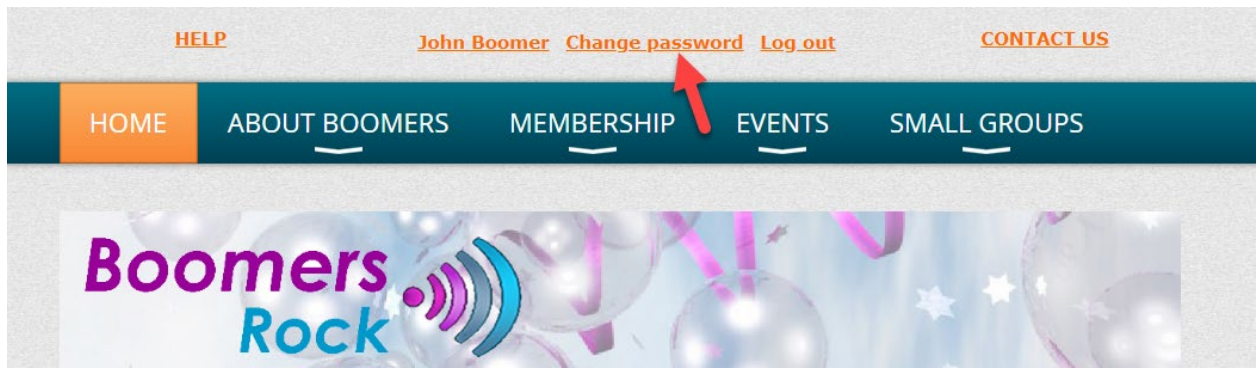 HELP John Boomer Change password Log out CONTACT US
HOME ABOUT BOOMERS MEMBERSHIP EVENTS SMALL GROUPS
Boomers
Rock